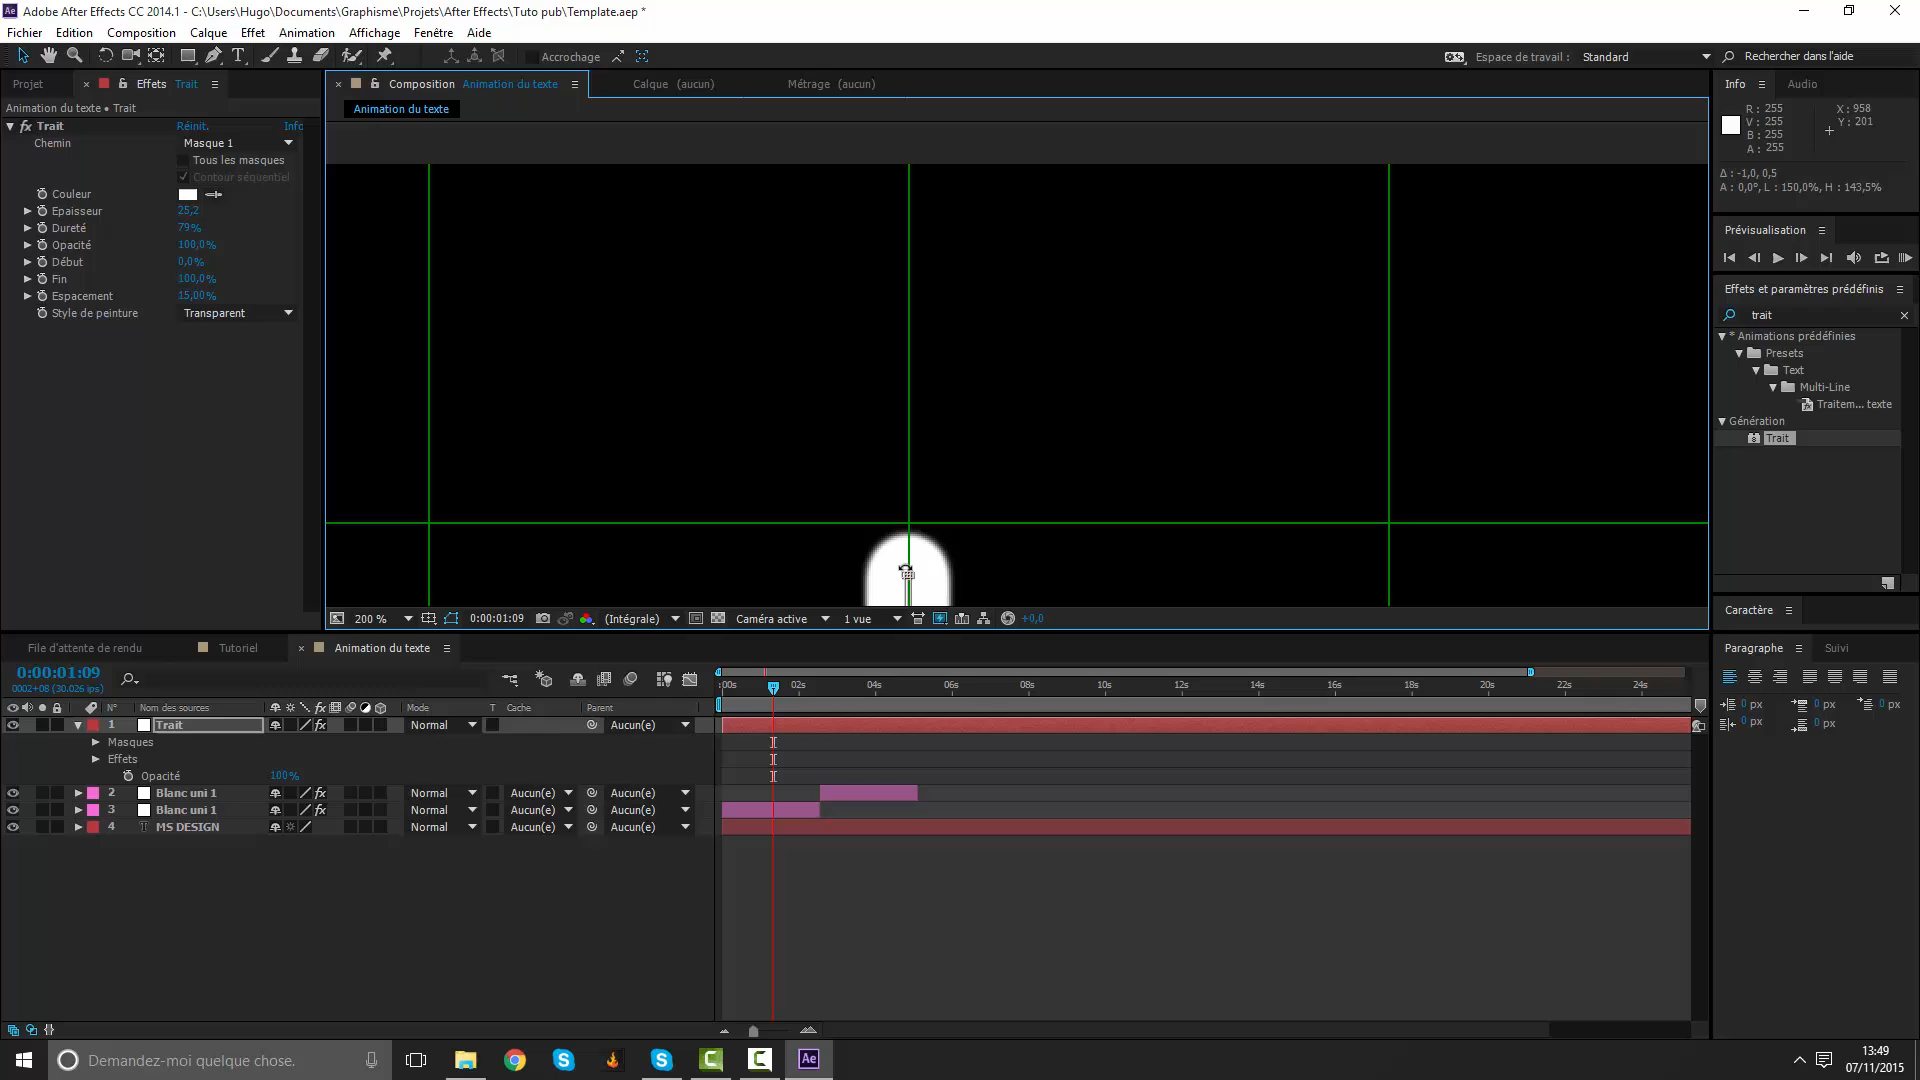 Adobe After Effects CC 2014.1 - C:\Users\Hugo\Documents\Graphisme\Projets\After Effects\Tuto pub\Template.aep *
Fichier Edition Composition Calque Effet Animation Affichage Fenêtre Aide
Accrochage
Espace de travail : Standard
Rechercher dans l'aide
Projet
Effets Trait
Animation du texte • Trait
fx Trait Réinit. Info
Chemin Masque 1
Tous les masques
Contour séquentiel
Couleur
Epaisseur 25,2
Dureté 79%
Opacité 100,0%
Début 0,0%
Fin 100,0%
Espacement 15,00%
Style de peinture Transparent
Composition Animation du texte
Calque (aucun)
Métrage (aucun)
Animation du texte
200 % 0:00:01:09 (Intégrale) Caméra active 1 vue +0,0
Info Audio
R : 255
V : 255
B : 255
A : 255
X : 958
Y : 201
Δ : -1,0, 0,5
A : 0,0°, L : 150,0%, H : 143,5%
Prévisualisation
Effets et paramètres prédéfinis
trait
* Animations prédéfinies
Presets
Text
Multi-Line
Traitem... texte
Génération
Trait
Caractère
Paragraphe Suivi
0 px 0 px 0 px
0 px 0 px
File d'attente de rendu Tutoriel Animation du texte
0:00:01:09
0002+08 (30.026 ips)
:00s 02s 04s 06s 08s 10s 12s 14s 16s 18s 20s 22s 24s
N° Nom des sources fx Mode T Cache Parent
1 Trait fx Normal Aucun(e)
Masques
Effets
Opacité 100%
2 Blanc uni 1 fx Normal Aucun(e) Aucun(e)
3 Blanc uni 1 fx Normal Aucun(e) Aucun(e)
4 T MS DESIGN Normal Aucun(e) Aucun(e)
Demandez-moi quelque chose.
Ae
13:49
07/11/2015